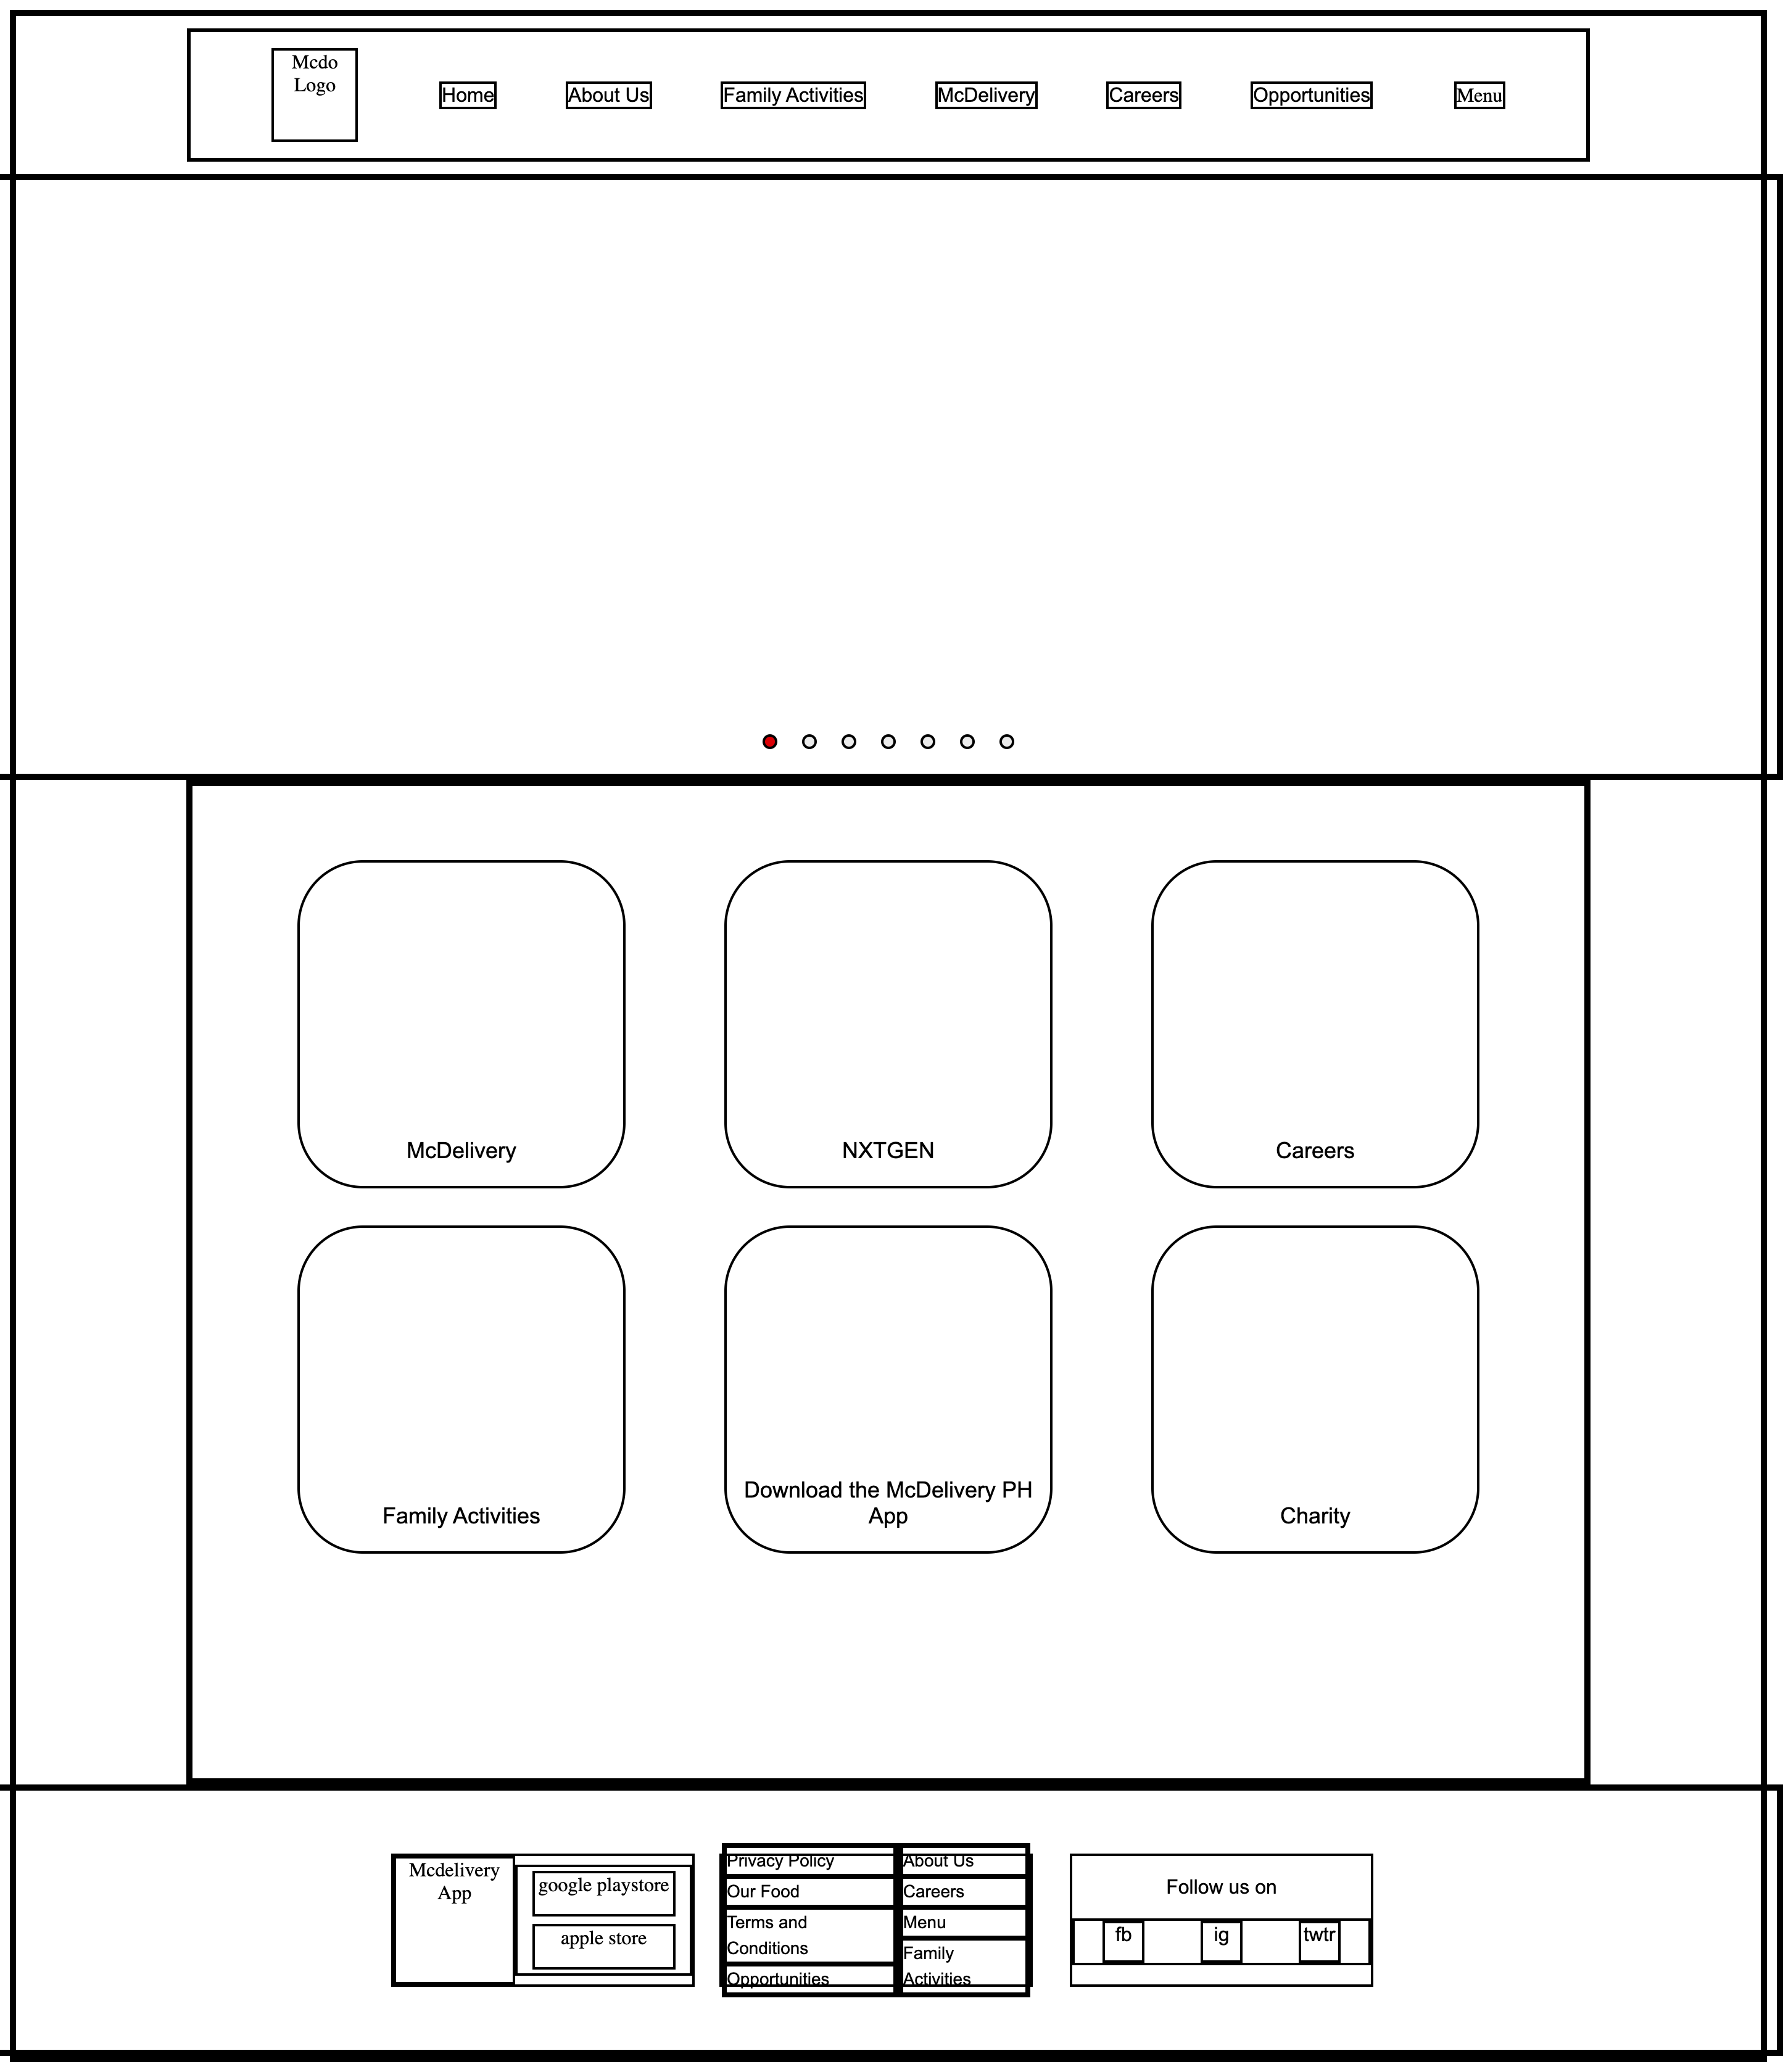 Mcdo
Logo
Home
About Us
Family Activities
McDelivery
Careers
Opportunities
Menu
McDelivery
NXTGEN
Careers
Family Activities
Download the McDelivery PH
App
Charity
Mcdelivery
App
google playstore
apple store
Privacy Policy
Our Food
Terms and
Conditions
Opportunities
About Us
Careers
Menu
Family
Activities
Follow us on
fb
ig
twtr